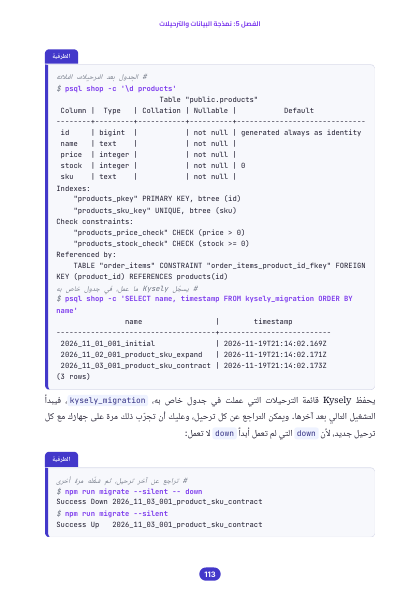 الفصل 5: نمذجة البيانات والترحيلات
الطرفية
# الجدول بعد الترحيلات الثلاثة
$ psql shop -c '\d products'
Table "public.products"
Column | Type | Collation | Nullable | Default
--------+---------+-----------+----------+------------------------------
id | bigint | | not null | generated always as identity
name | text | | not null |
price | integer | | not null |
stock | integer | | not null | 0
sku | text | | not null |
Indexes:
"products_pkey" PRIMARY KEY, btree (id)
"products_sku_key" UNIQUE, btree (sku)
Check constraints:
"products_price_check" CHECK (price > 0)
"products_stock_check" CHECK (stock >= 0)
Referenced by:
TABLE "order_items" CONSTRAINT "order_items_product_id_fkey" FOREIGN
KEY (product_id) REFERENCES products(id)
# يسجّل Kysely ما عمل، في جدول خاص به
$ psql shop -c 'SELECT name, timestamp FROM kysely_migration ORDER BY
name'
name | timestamp
-------------------------------------+--------------------------
2026_11_01_001_initial | 2026-11-19T21:14:02.169Z
2026_11_02_001_product_sku_expand | 2026-11-19T21:14:02.171Z
2026_11_03_001_product_sku_contract | 2026-11-19T21:14:02.173Z
(3 rows)
يحفظ Kysely قائمة الترحيلات التي عملت في جدول خاص به، kysely_migration، فيبدأ
التشغيل التالي بعد آخرها. ويمكن التراجع عن كل ترحيل، وعليك أن تجرّب ذلك مرة على جهازك مع كل
ترحيل جديد، لأن down التي لم تعمل أبداً down لا تعمل:
الطرفية
# تراجع عن آخر ترحيل، ثم شغله مرة أخرى
$ npm run migrate --silent -- down
Success Down 2026_11_03_001_product_sku_contract
$ npm run migrate --silent
Success Up 2026_11_03_001_product_sku_contract
113